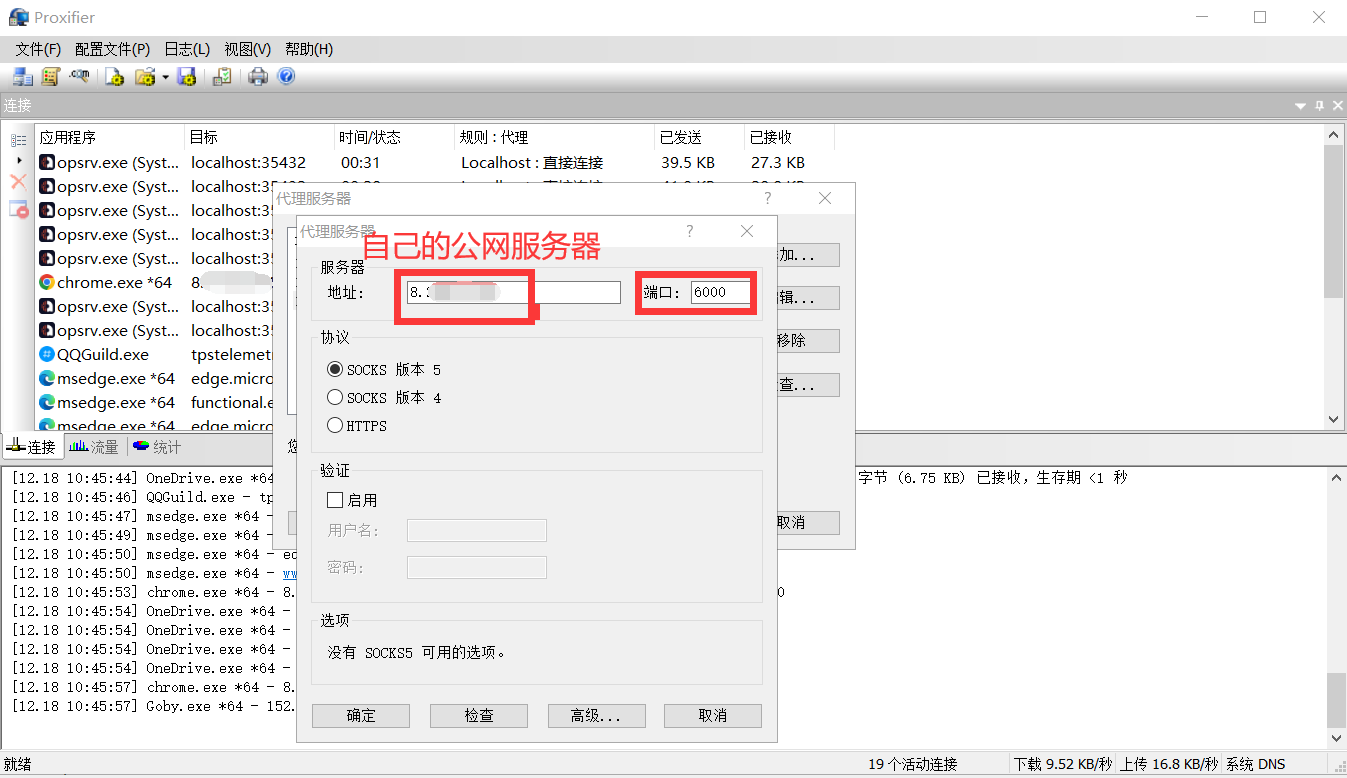 Proxifier
文件(F) 配置文件(P) 日志(L) 视图(V) 帮助(H)
连接
应用程序 目标 时间/状态 规则 : 代理 已发送 已接收
opsrv.exe (Syst... localhost:35432 00:31 Localhost : 直接连接 39.5 KB 27.3 KB
opsrv.exe (Syst...
opsrv.exe (Syst... localhost:35
opsrv.exe (Syst... localhost:35
opsrv.exe (Syst... localhost:35
chrome.exe *64 8.
opsrv.exe (Syst... localhost:35
opsrv.exe (Syst... localhost:35
QQGuild.exe tpstelemet
msedge.exe *64 edge.micro
msedge.exe *64 functional.e
msedge.exe *64 edge.micro
代理服务器 ?
加...
辑...
移除
查...
取消
代理服务器 ?
自己的公网服务器
服务器
地址: 8. 端口: 6000
协议
SOCKS 版本 5
SOCKS 版本 4
HTTPS
验证
启用
用户名:
密码:
选项
没有 SOCKS5 可用的选项。
确定 检查 高级... 取消
连接 流量 统计
[12.18 10:45:44] OneDrive.exe *64 字节 (6.75 KB) 已接收,生存期 <1 秒
[12.18 10:45:46] QQGuild.exe - tp
[12.18 10:45:47] msedge.exe *64 -
[12.18 10:45:49] msedge.exe *64 -
[12.18 10:45:50] msedge.exe *64 - ed
[12.18 10:45:50] msedge.exe *64 - ww
[12.18 10:45:53] chrome.exe *64 - 8. 0
[12.18 10:45:54] OneDrive.exe *64 -
[12.18 10:45:54] OneDrive.exe *64 -
[12.18 10:45:54] OneDrive.exe *64 -
[12.18 10:45:54] OneDrive.exe *64 -
[12.18 10:45:57] chrome.exe *64 - 8.
[12.18 10:45:57] Goby.exe *64 - 152.
就绪 19 个活动连接 下载 9.52 KB/秒 上传 16.8 KB/秒 系统 DNS